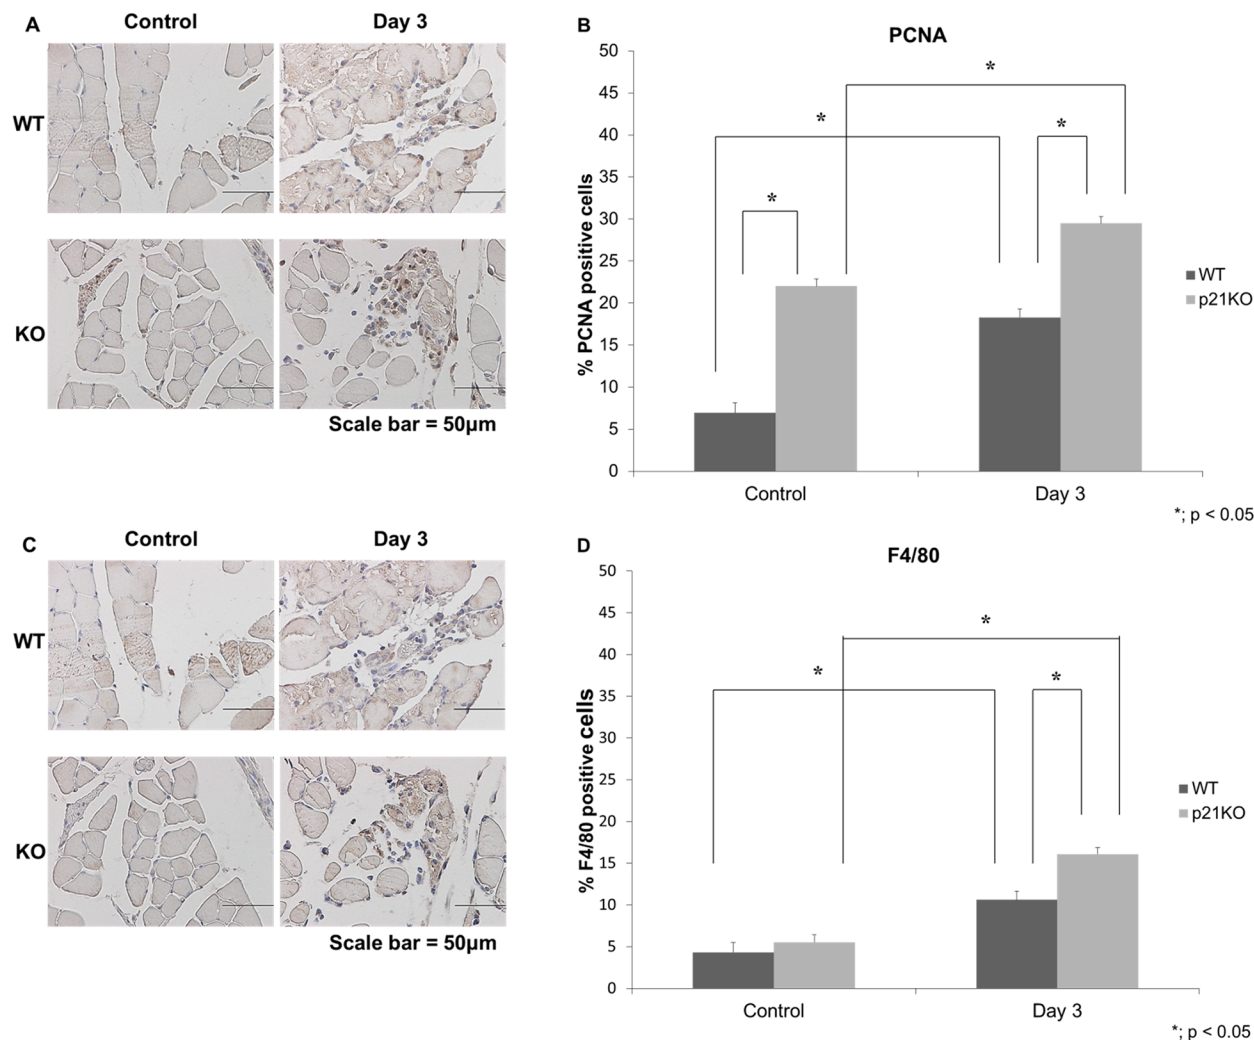 A
Control
Day 3
WT
KO
Scale bar = 50µm
B
PCNA
% PCNA positive cells
50
45
40
35
30
25
20
15
10
5
0
*
*
*
*
WT
p21KO
Control
Day 3
*; p < 0.05
C
Control
Day 3
WT
KO
Scale bar = 50µm
D
F4/80
% F4/80 positive cells
50
45
40
35
30
25
20
15
10
5
0
*
*
*
WT
p21KO
Control
Day 3
*; p < 0.05